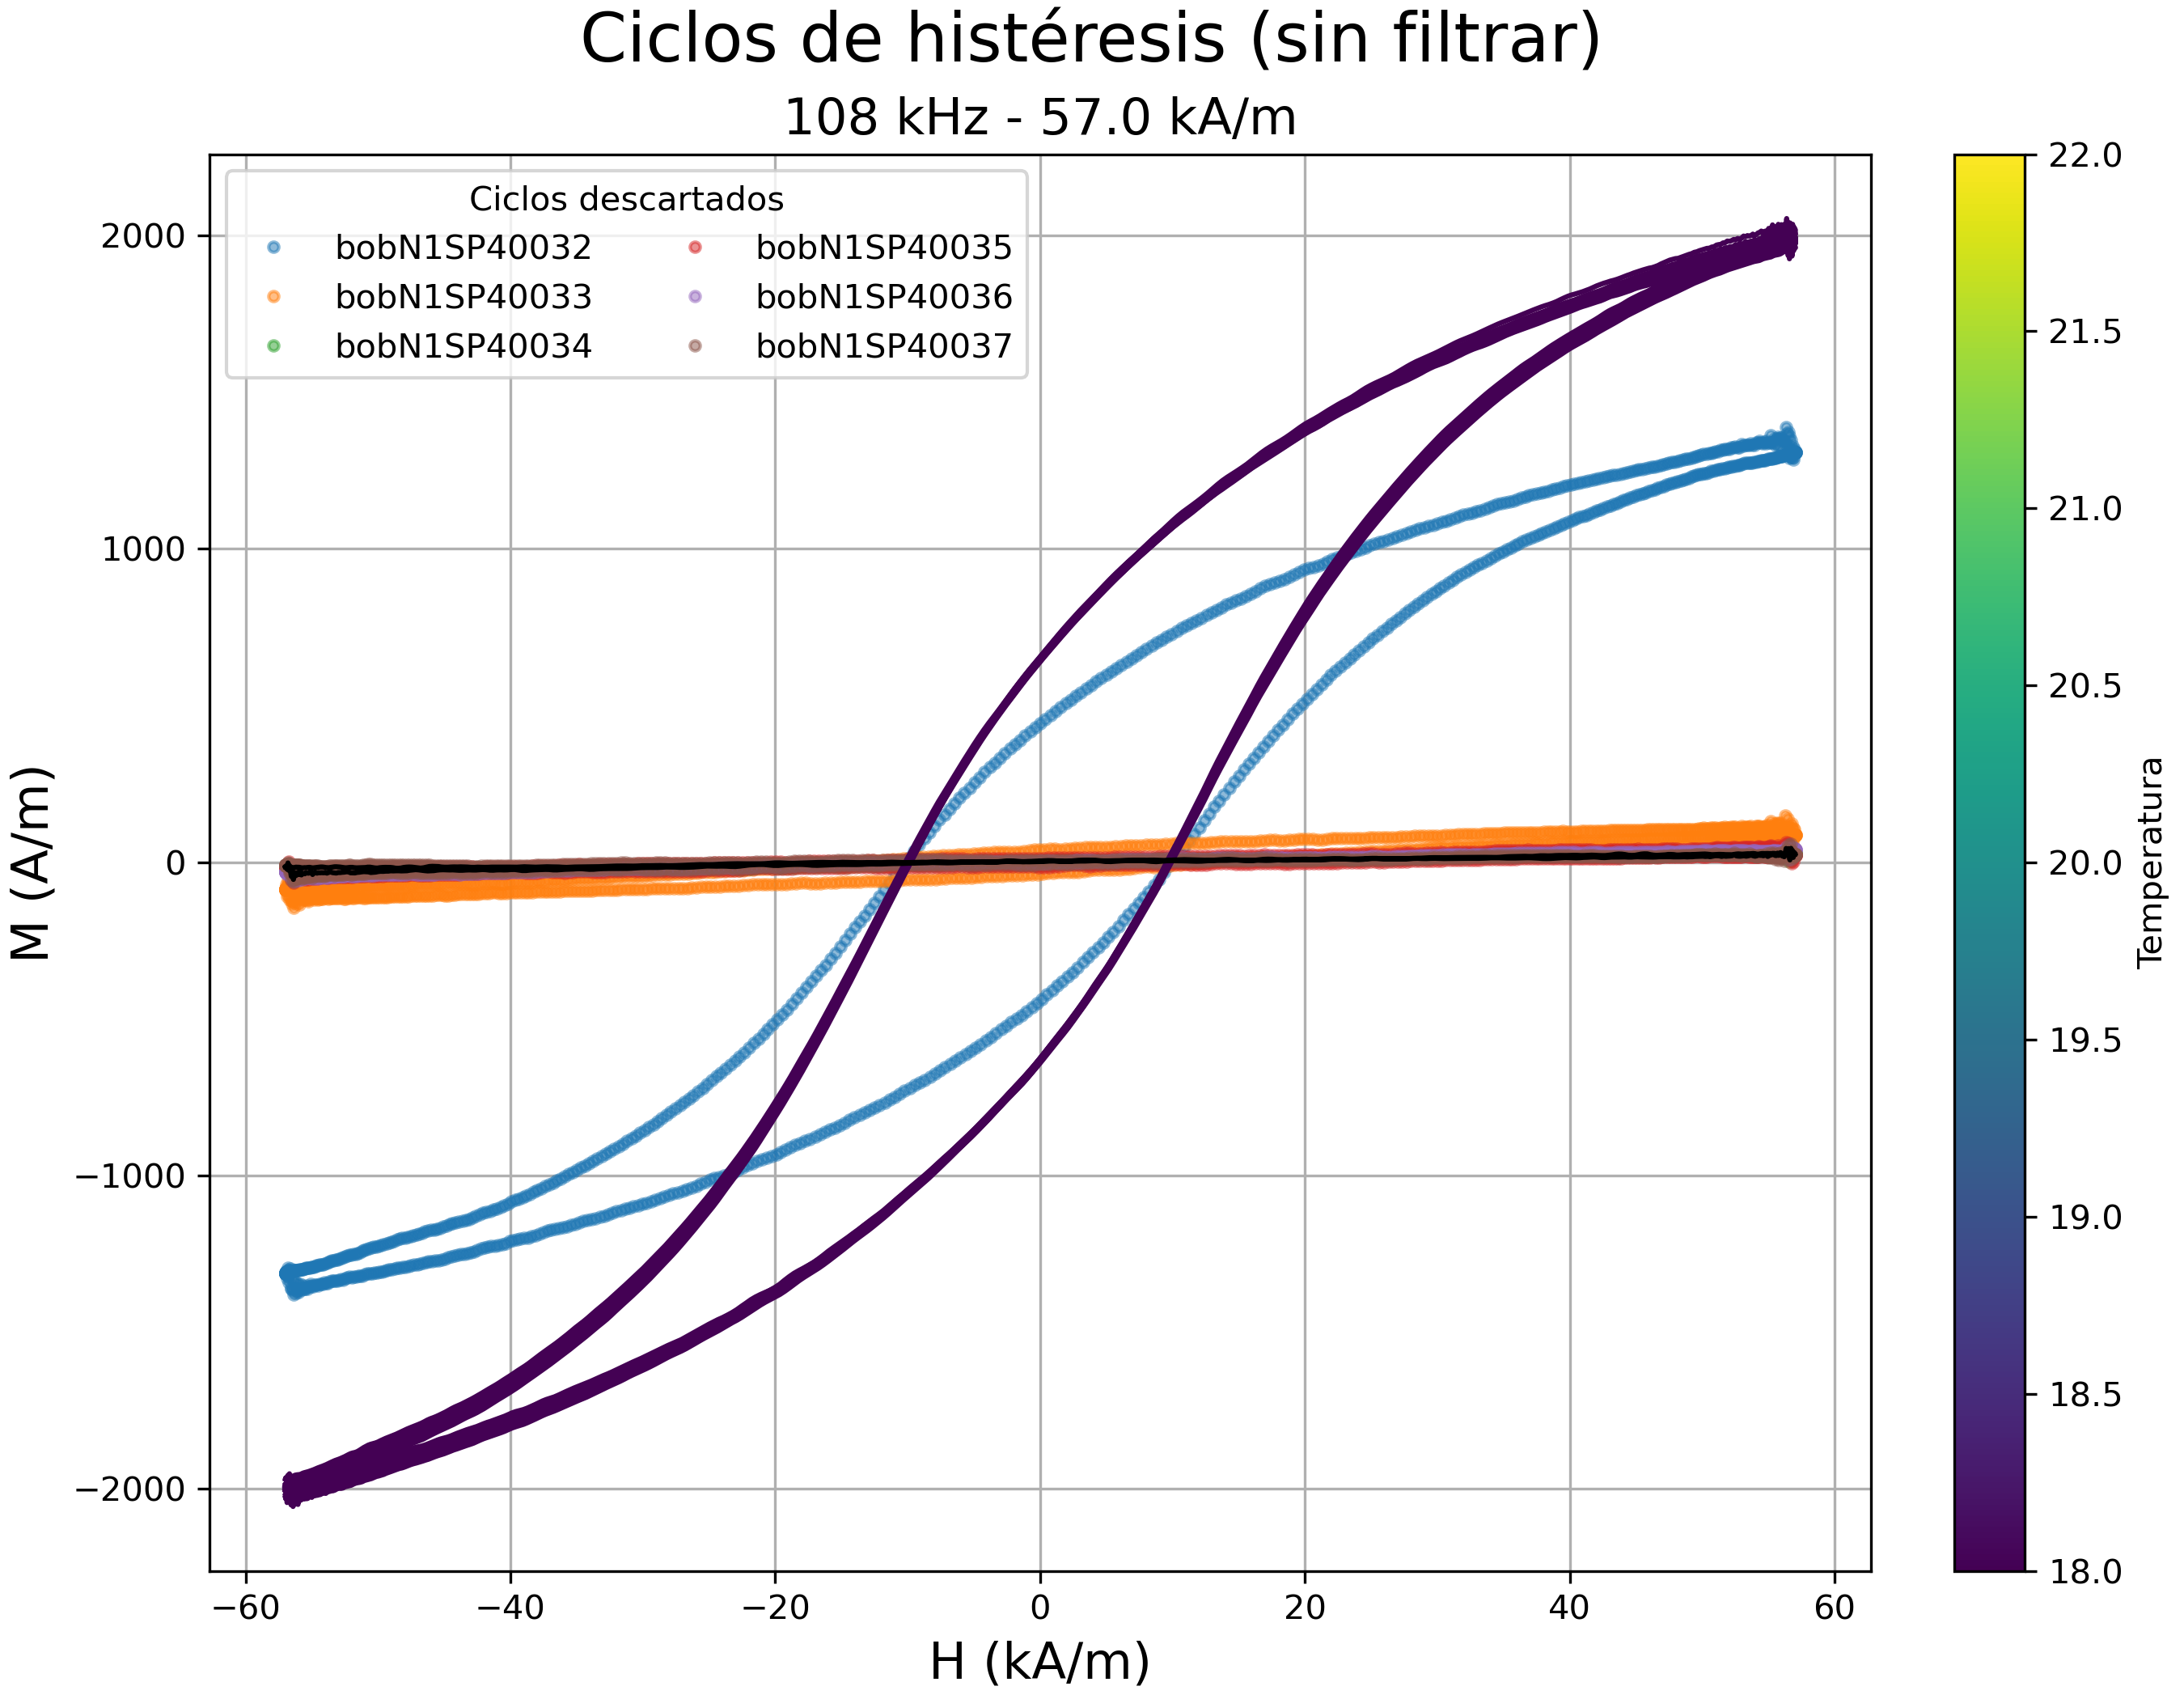 Ciclos de histéresis (sin filtrar)
108 kHz - 57.0 kA/m
Ciclos descartados
bobN1SP40032
bobN1SP40033
bobN1SP40034
bobN1SP40035
bobN1SP40036
bobN1SP40037
2000
1000
0
−1000
−2000
M (A/m)
−60 −40 −20 0 20 40 60
H (kA/m)
22.0
21.5
21.0
20.5
20.0
19.5
19.0
18.5
18.0
Temperatura